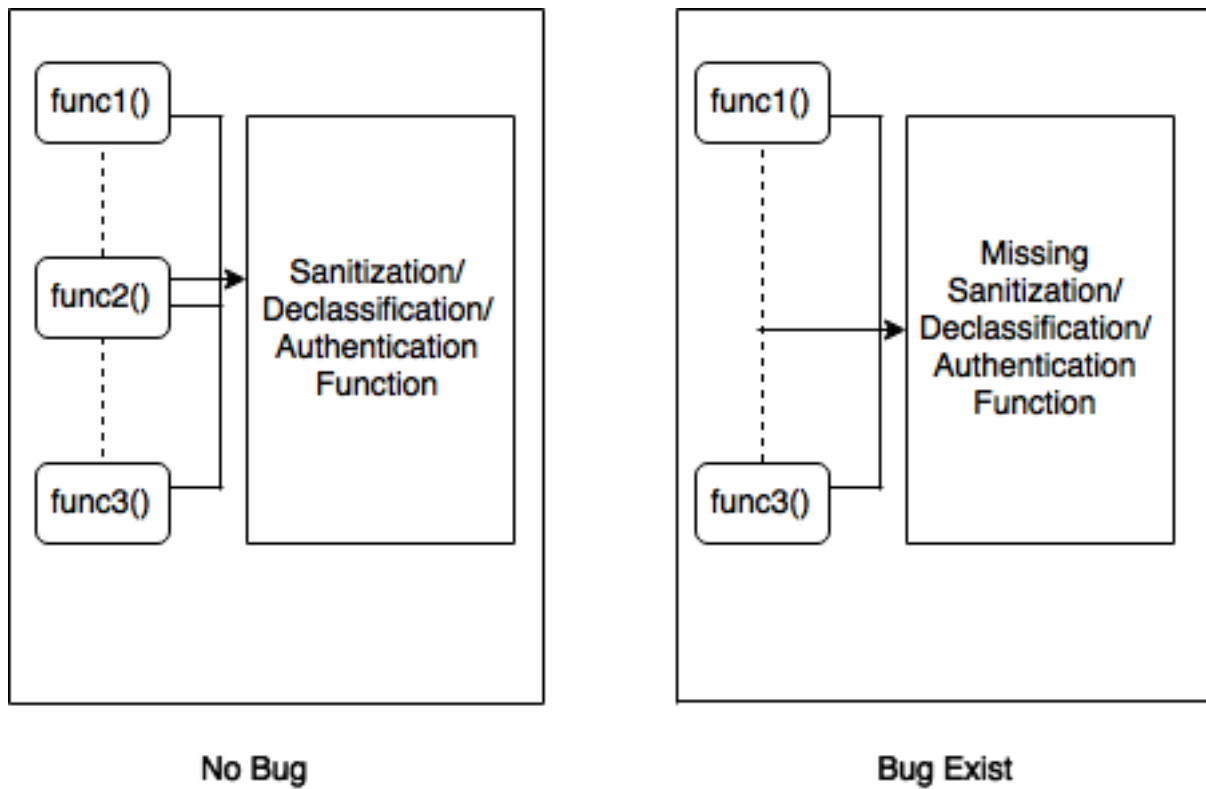 func1()
func2()
func3()
Sanitization/
Declassification/
Authentication
Function
No Bug
func1()
func3()
Missing
Sanitization/
Declassification/
Authentication
Function
Bug Exist